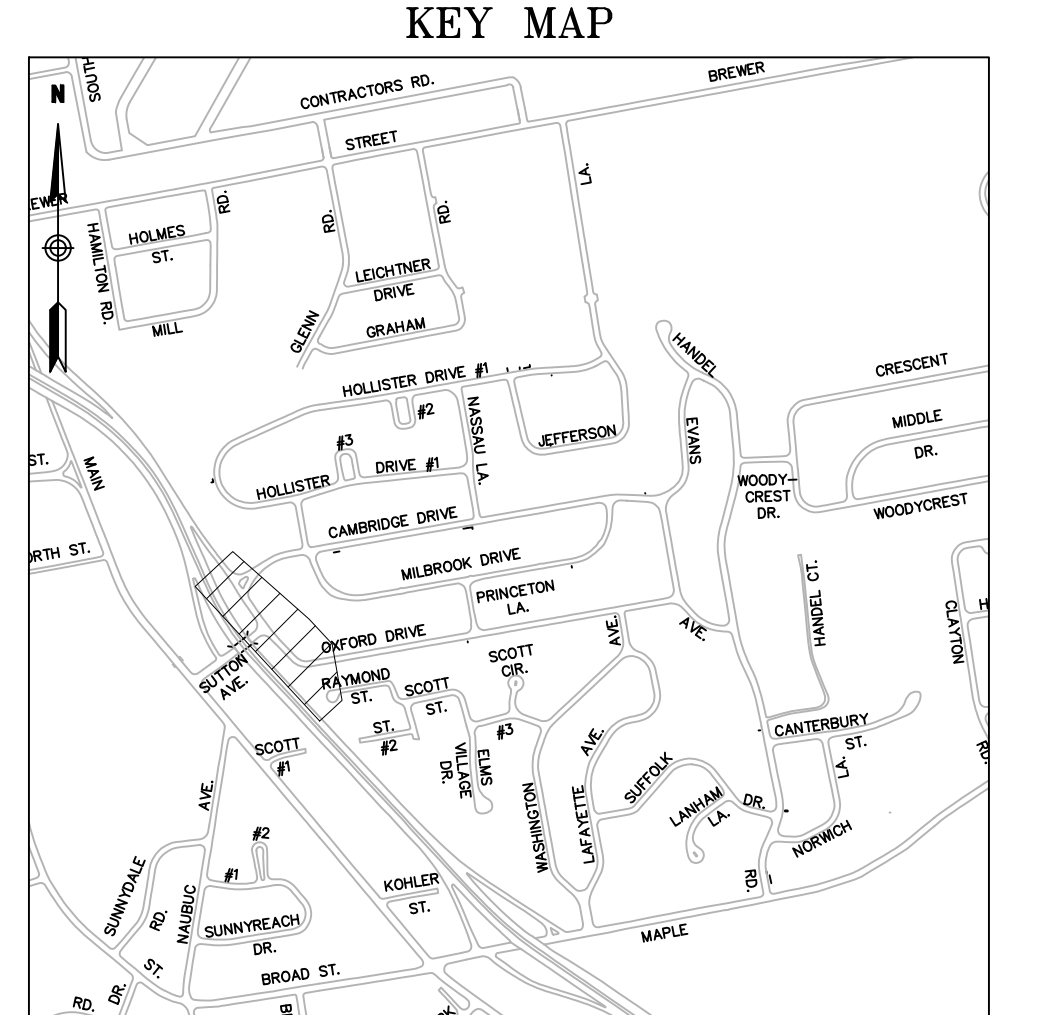 KEY MAP
SOUTH
N
CONTRACTORS RD.
BREWER
STREET
LA.
EWER
RD.
RD.
RD.
HAMILTON RD.
HOLMES
ST.
LEICHTNER
DRIVE
MILL
GLENN
GRAHAM
HANDEL
CRESCENT
HOLLISTER DRIVE #1
#2
NASSAU LA.
JEFFERSON
EVANS
MIDDLE
DR.
#3
ST.
MAIN
DRIVE #1
HOLLISTER
WOODY-
CREST
DR.
WOODYCREST
CAMBRIDGE DRIVE
ORTH ST.
MILBROOK DRIVE
PRINCETON
LA.
HANDEL CT.
CLAYTON
H
OXFORD DRIVE
AVE.
AVE.
SUTTON
AVE.
RAYMOND
ST.
SCOTT
CIR.
SCOTT
ST.
ST.
#2
#3
CANTERBURY
ST.
RD.
SCOTT
#1
VILLAGE
DR.
ELMS
AVE.
SUFFOLK
LA.
AVE.
WASHINGTON
LAFAYETTE
LANHAM
LA.
DR.
NORWICH
#2
#1
SUNNYDALE
RD.
NAUBUC
KOHLER
ST.
RD.
SUNNYREACH
DR.
MAPLE
ST.
BROAD ST.
RD.
DR.